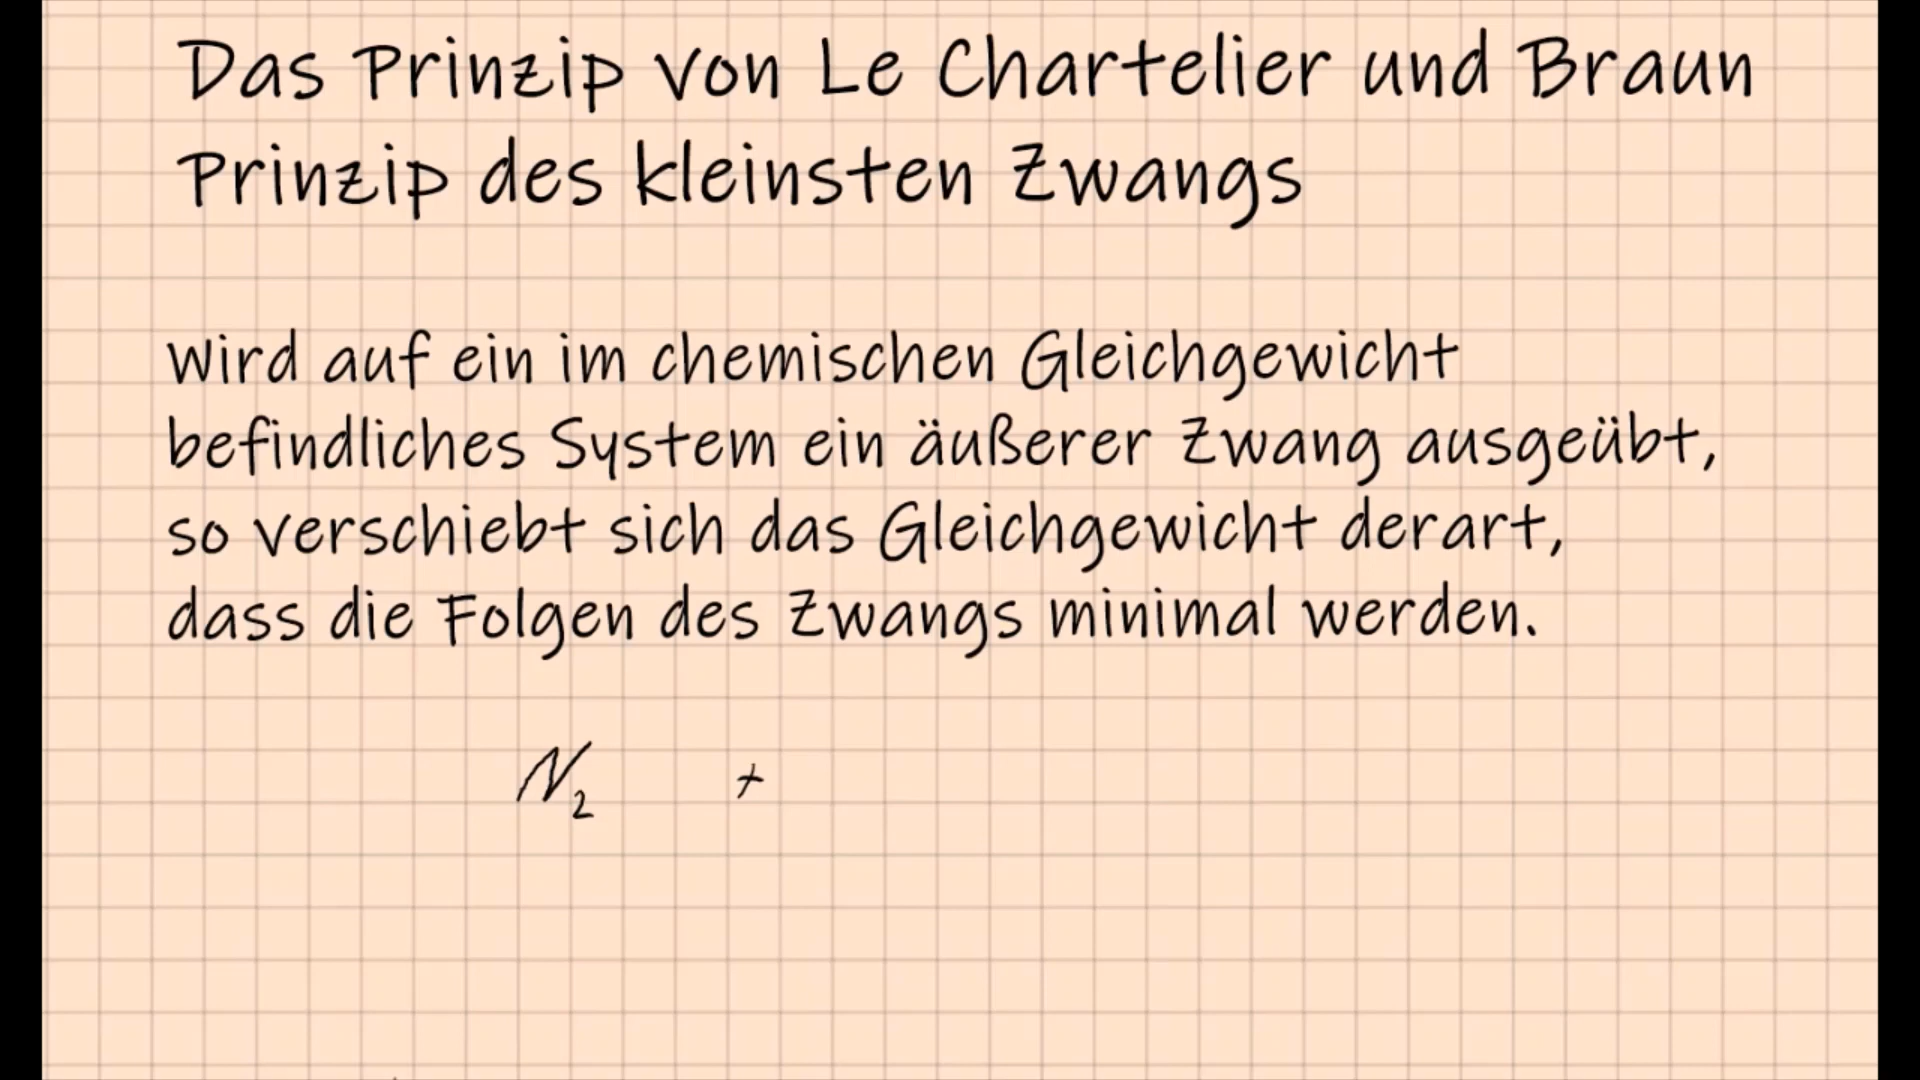 Das Prinzip von Le Chartelier und Braun
Prinzip des kleinsten Zwangs
Wird auf ein im chemischen Gleichgewicht
befindliches System ein äußerer Zwang ausgeübt,
so verschiebt sich das Gleichgewicht derart,
dass die Folgen des Zwangs minimal werden.
N₂ +